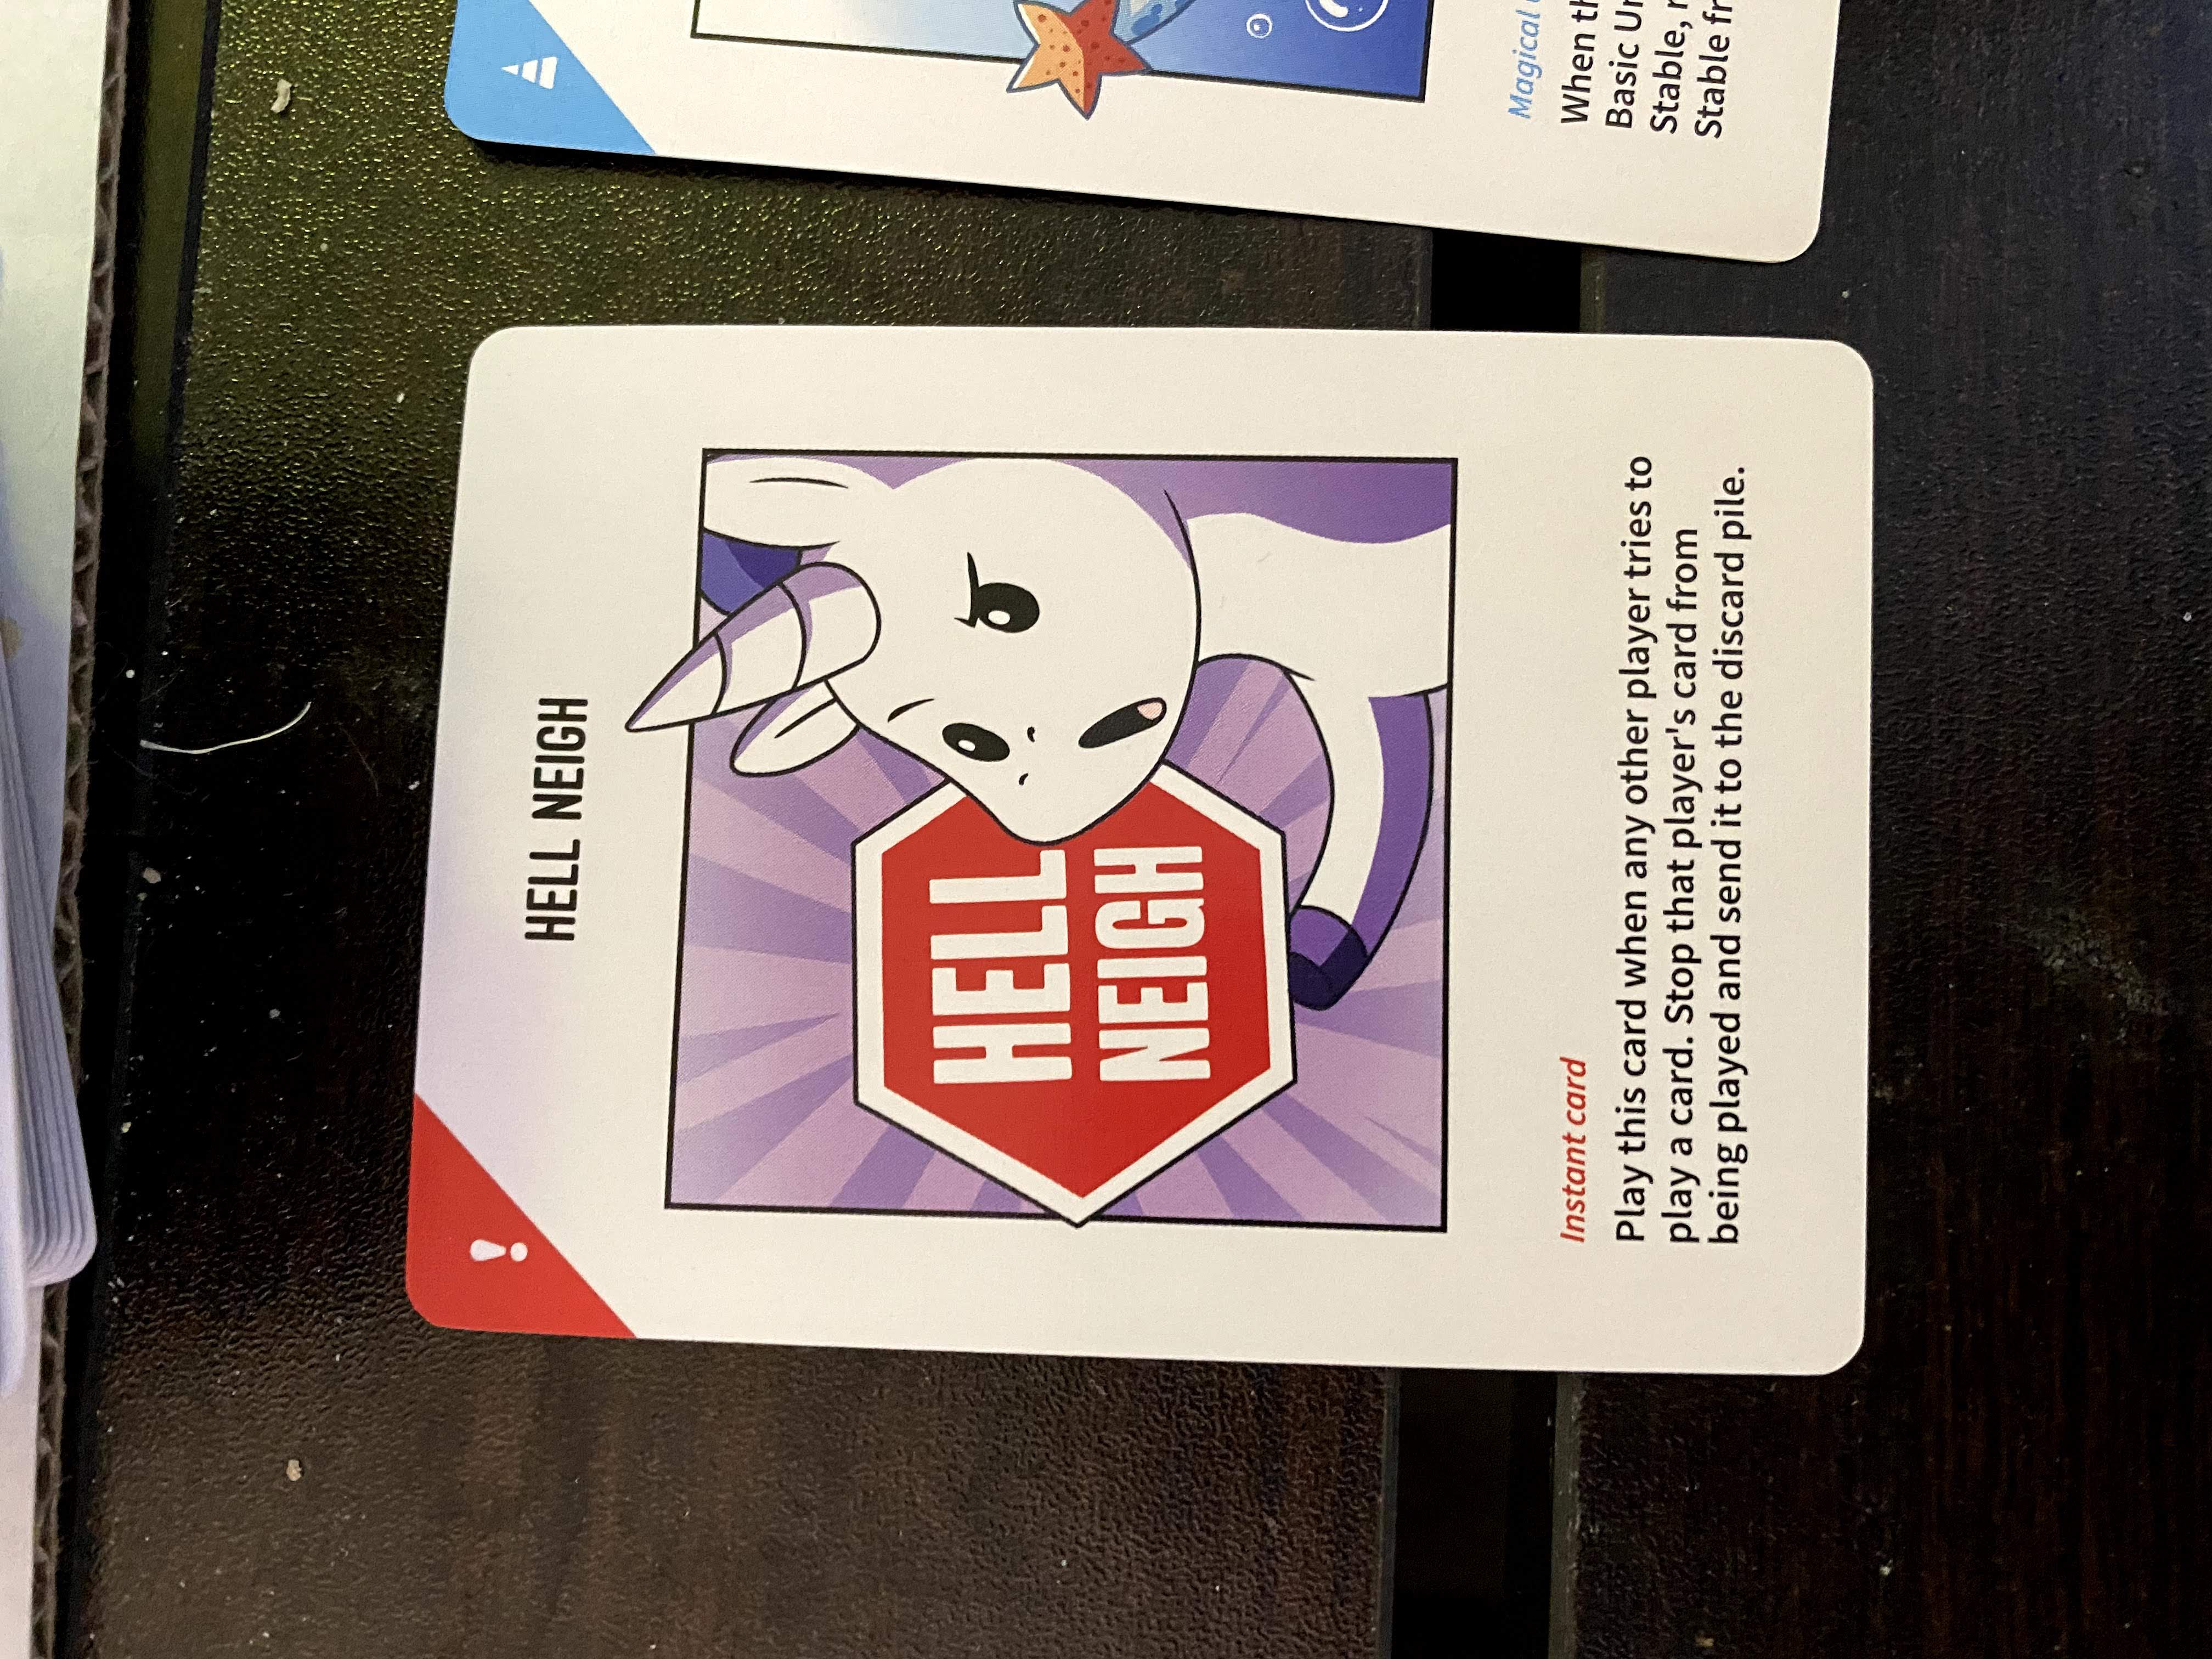 !
HELL NEIGH
HELL
NEIGH
Instant card
Play this card when any other player tries to
play a card. Stop that player's card from
being played and send it to the discard pile.
Magical
When
Basic
Stable,
Stable